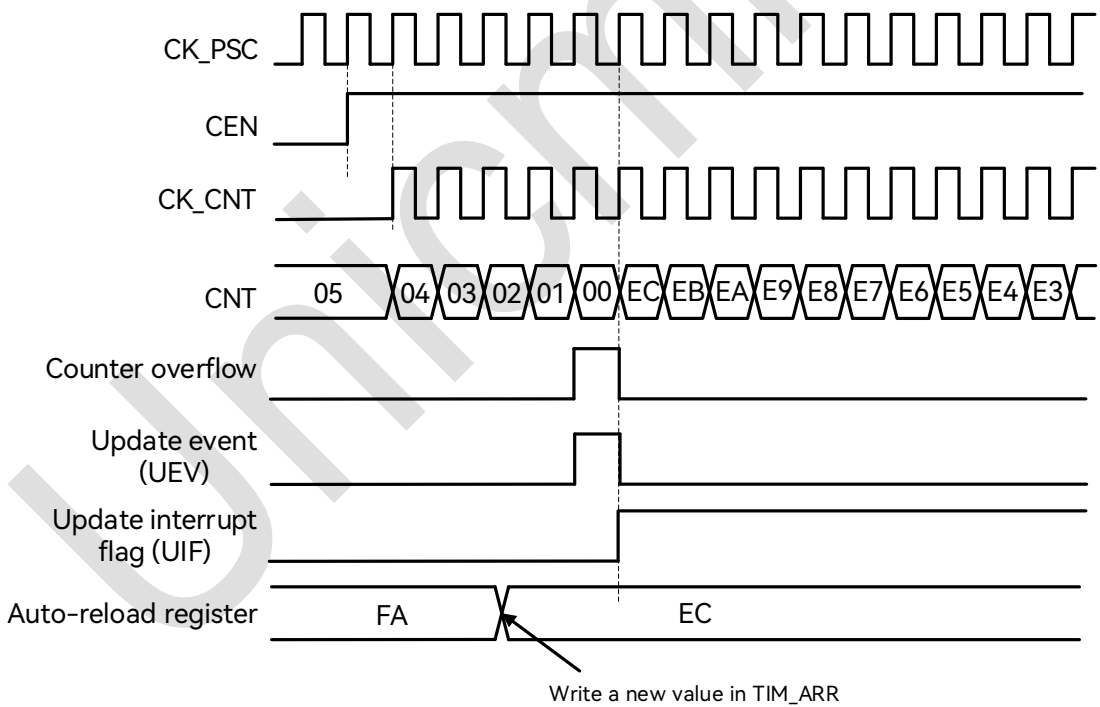 CK_PSC
CEN
CK_CNT
CNT
05 04 03 02 01 00 EC EB EA E9 E8 E7 E6 E5 E4 E3
Counter overflow
Update event
(UEV)
Update interrupt
flag (UIF)
Auto-reload register
FA
EC
Write a new value in TIM_ARR
Unicm